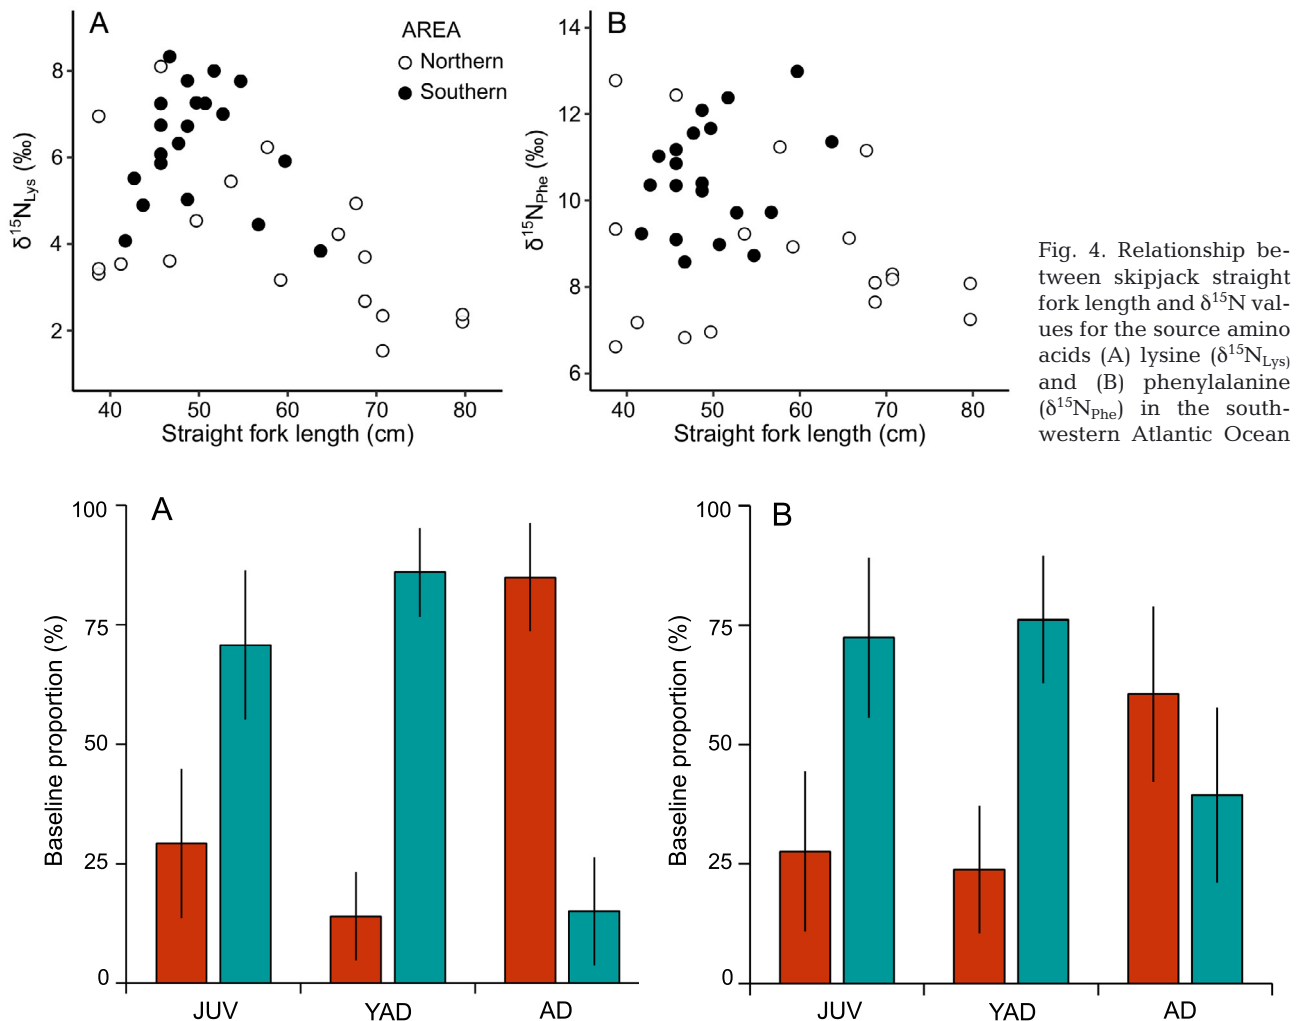 A
AREA
Northern
Southern
8
6
4
2
δ¹⁵N_Lys (‰)
40 50 60 70 80
Straight fork length (cm)
B
14
12
10
8
6
δ¹⁵N_Phe (‰)
40 50 60 70 80
Straight fork length (cm)
Fig. 4. Relationship be-
tween skipjack straight
fork length and δ¹⁵N val-
ues for the source amino
acids (A) lysine (δ¹⁵N_Lys)
and (B) phenylalanine
(δ¹⁵N_Phe) in the south-
western Atlantic Ocean
A
100
75
50
25
0
Baseline proportion (%)
JUV YAD AD
B
100
75
50
25
0
Baseline proportion (%)
JUV YAD AD